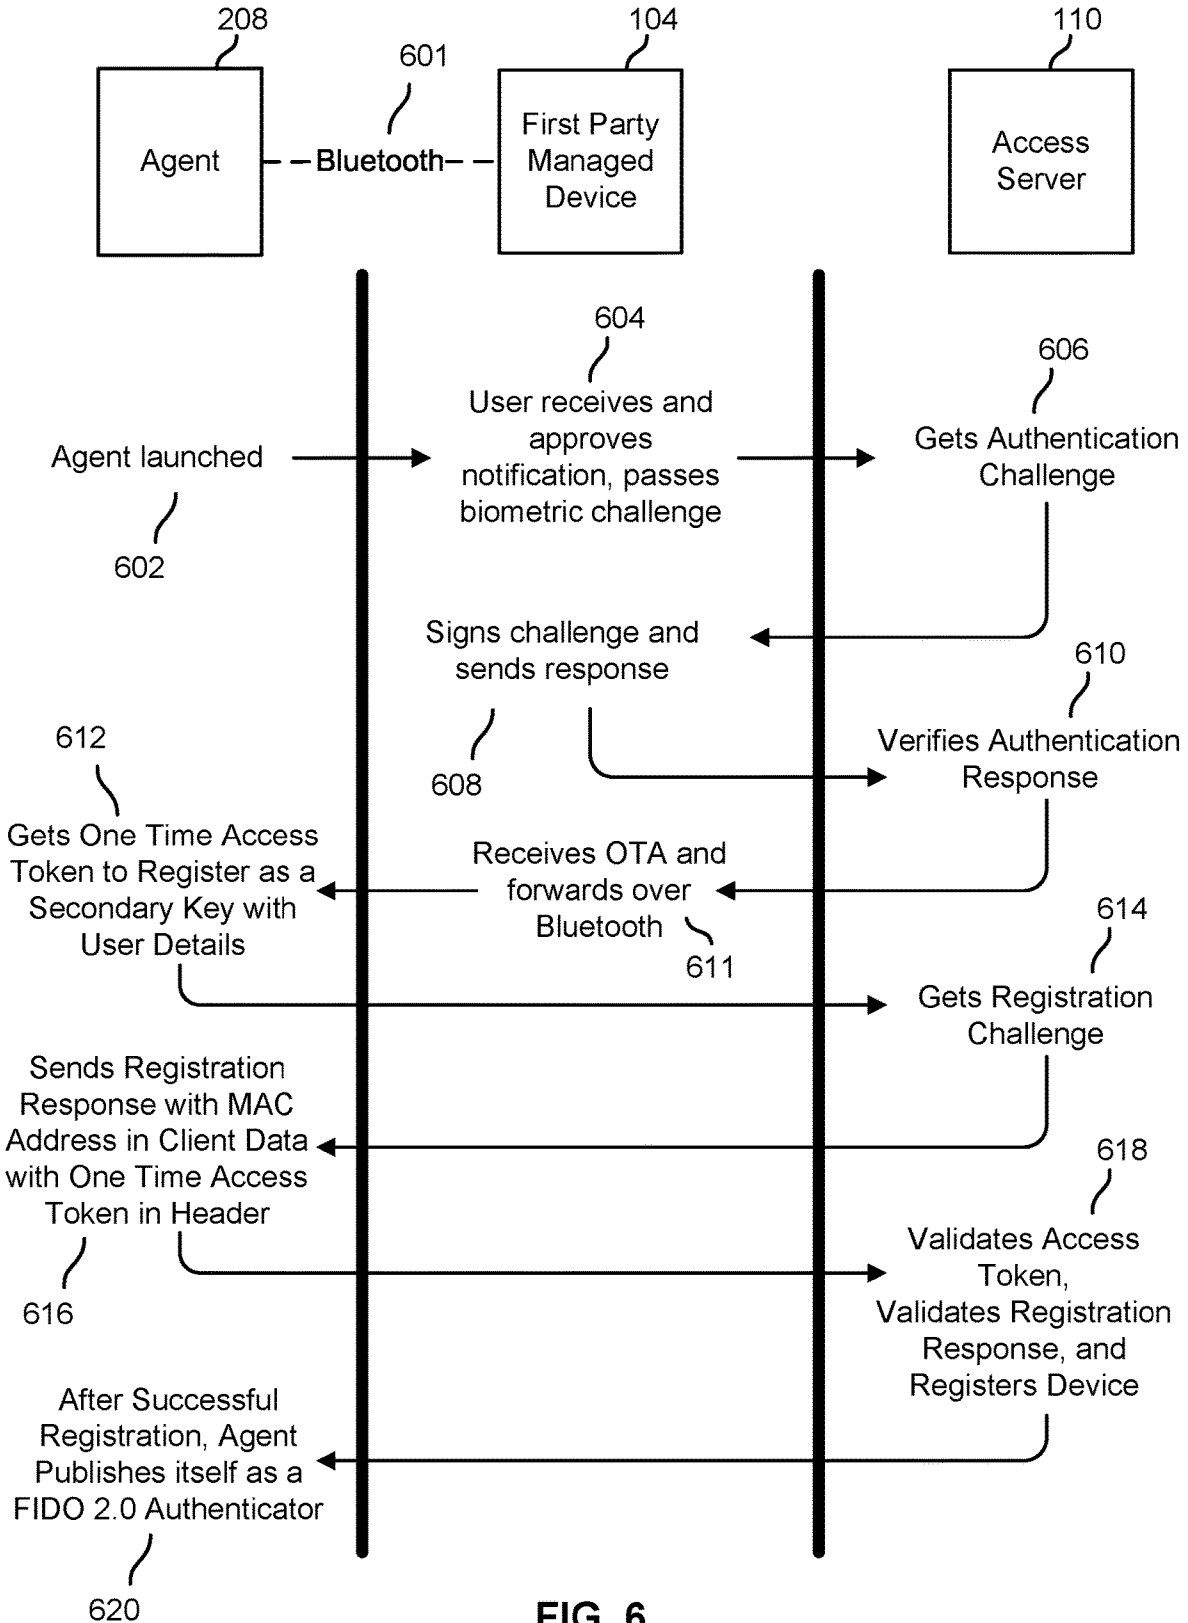 208
601
104
110
Agent
Bluetooth
First Party
Managed
Device
Access
Server
604
606
Agent launched
602
User receives and
approves
notification, passes
biometric challenge
Gets Authentication
Challenge
Signs challenge and
sends response
608
610
Verifies Authentication
Response
612
Gets One Time Access
Token to Register as a
Secondary Key with
User Details
Receives OTA and
forwards over
Bluetooth
611
614
Gets Registration
Challenge
Sends Registration
Response with MAC
Address in Client Data
with One Time Access
Token in Header
616
618
Validates Access
Token,
Validates Registration
Response, and
Registers Device
After Successful
Registration, Agent
Publishes itself as a
FIDO 2.0 Authenticator
620
FIG. 6